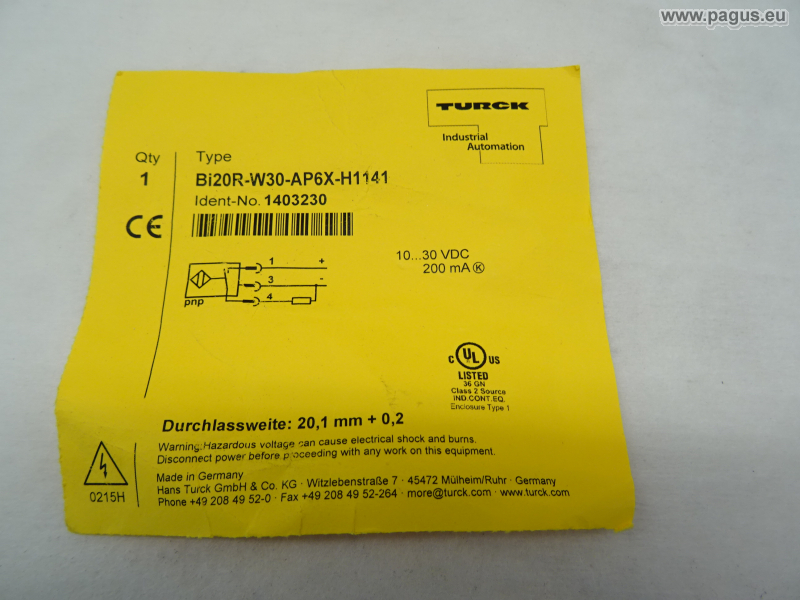 www.pagus.eu
TURCK
Industrial
Automation
Qty Type
1 Bi20R-W30-AP6X-H1141
Ident-No. 1403230
CE
10...30 VDC
200 mA K
1 +
3 -
4
pnp
C UL US
LISTED
36 GN
Class 2 Source
IND.CONT.EQ.
Enclosure Type 1
Durchlassweite: 20,1 mm + 0,2
Warning:Hazardous voltage can cause electrical shock and burns.
Disconnect power before proceeding with any work on this equipment.
0215H
Made in Germany
Hans Turck GmbH & Co. KG · Witzlebenstraße 7 · 45472 Mülheim/Ruhr · Germany
Phone +49 208 49 52-0 · Fax +49 208 49 52-264 · more@turck.com · www.turck.com